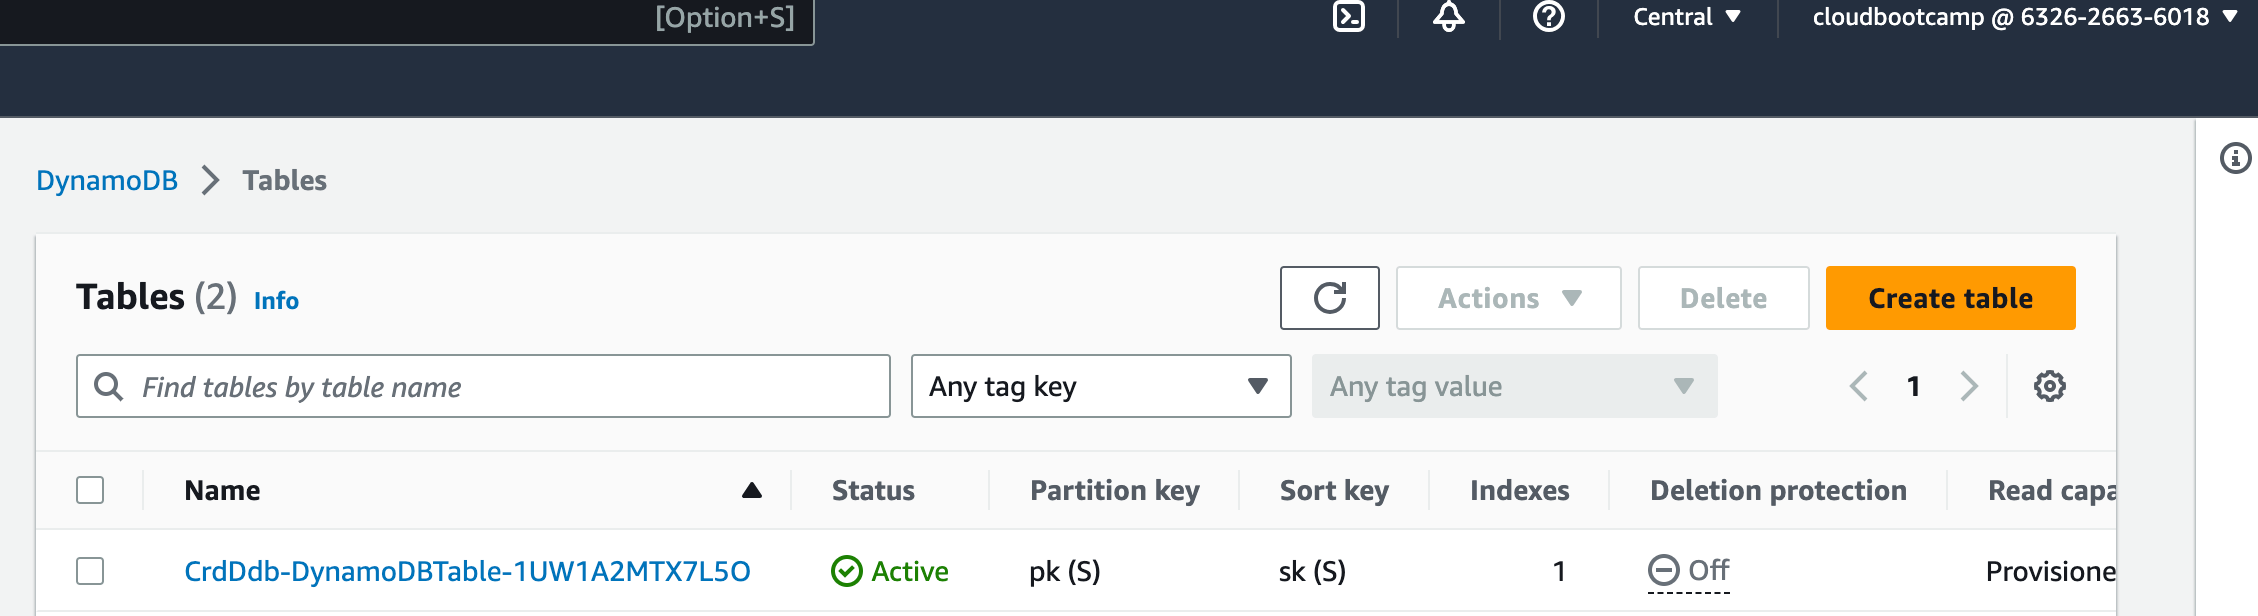 [Option+S]
Central
cloudbootcamp @ 6326-2663-6018
DynamoDB > Tables
Tables (2) Info
Actions
Delete
Create table
Find tables by table name
Any tag key
Any tag value
1
Name
Status
Partition key
Sort key
Indexes
Deletion protection
Read capa
CrdDdb-DynamoDBTable-1UW1A2MTX7L5O
Active
pk (S)
sk (S)
1
Off
Provisione